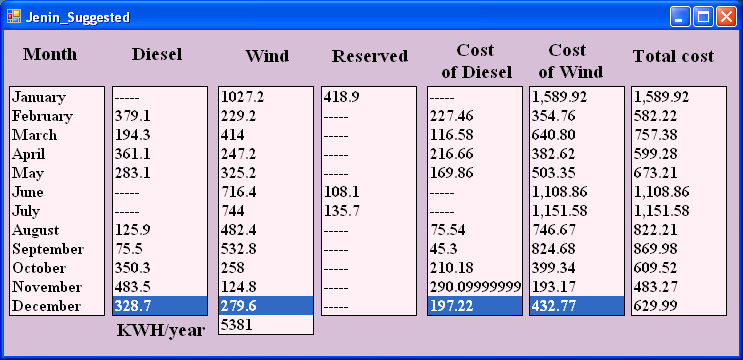 Jenin_Suggested
Month Diesel Wind Reserved Cost of Diesel Cost of Wind Total cost
January ----- 1027.2 418.9 ----- 1,589.92 1,589.92
February 379.1 229.2 ----- 227.46 354.76 582.22
March 194.3 414 ----- 116.58 640.80 757.38
April 361.1 247.2 ----- 216.66 382.62 599.28
May 283.1 325.2 ----- 169.86 503.35 673.21
June ----- 716.4 108.1 ----- 1,108.86 1,108.86
July ----- 744 135.7 ----- 1,151.58 1,151.58
August 125.9 482.4 ----- 75.54 746.67 822.21
September 75.5 532.8 ----- 45.3 824.68 869.98
October 350.3 258 ----- 210.18 399.34 609.52
November 483.5 124.8 ----- 290.09999999 193.17 483.27
December 328.7 279.6 ----- 197.22 432.77 629.99
KWH/year 5381